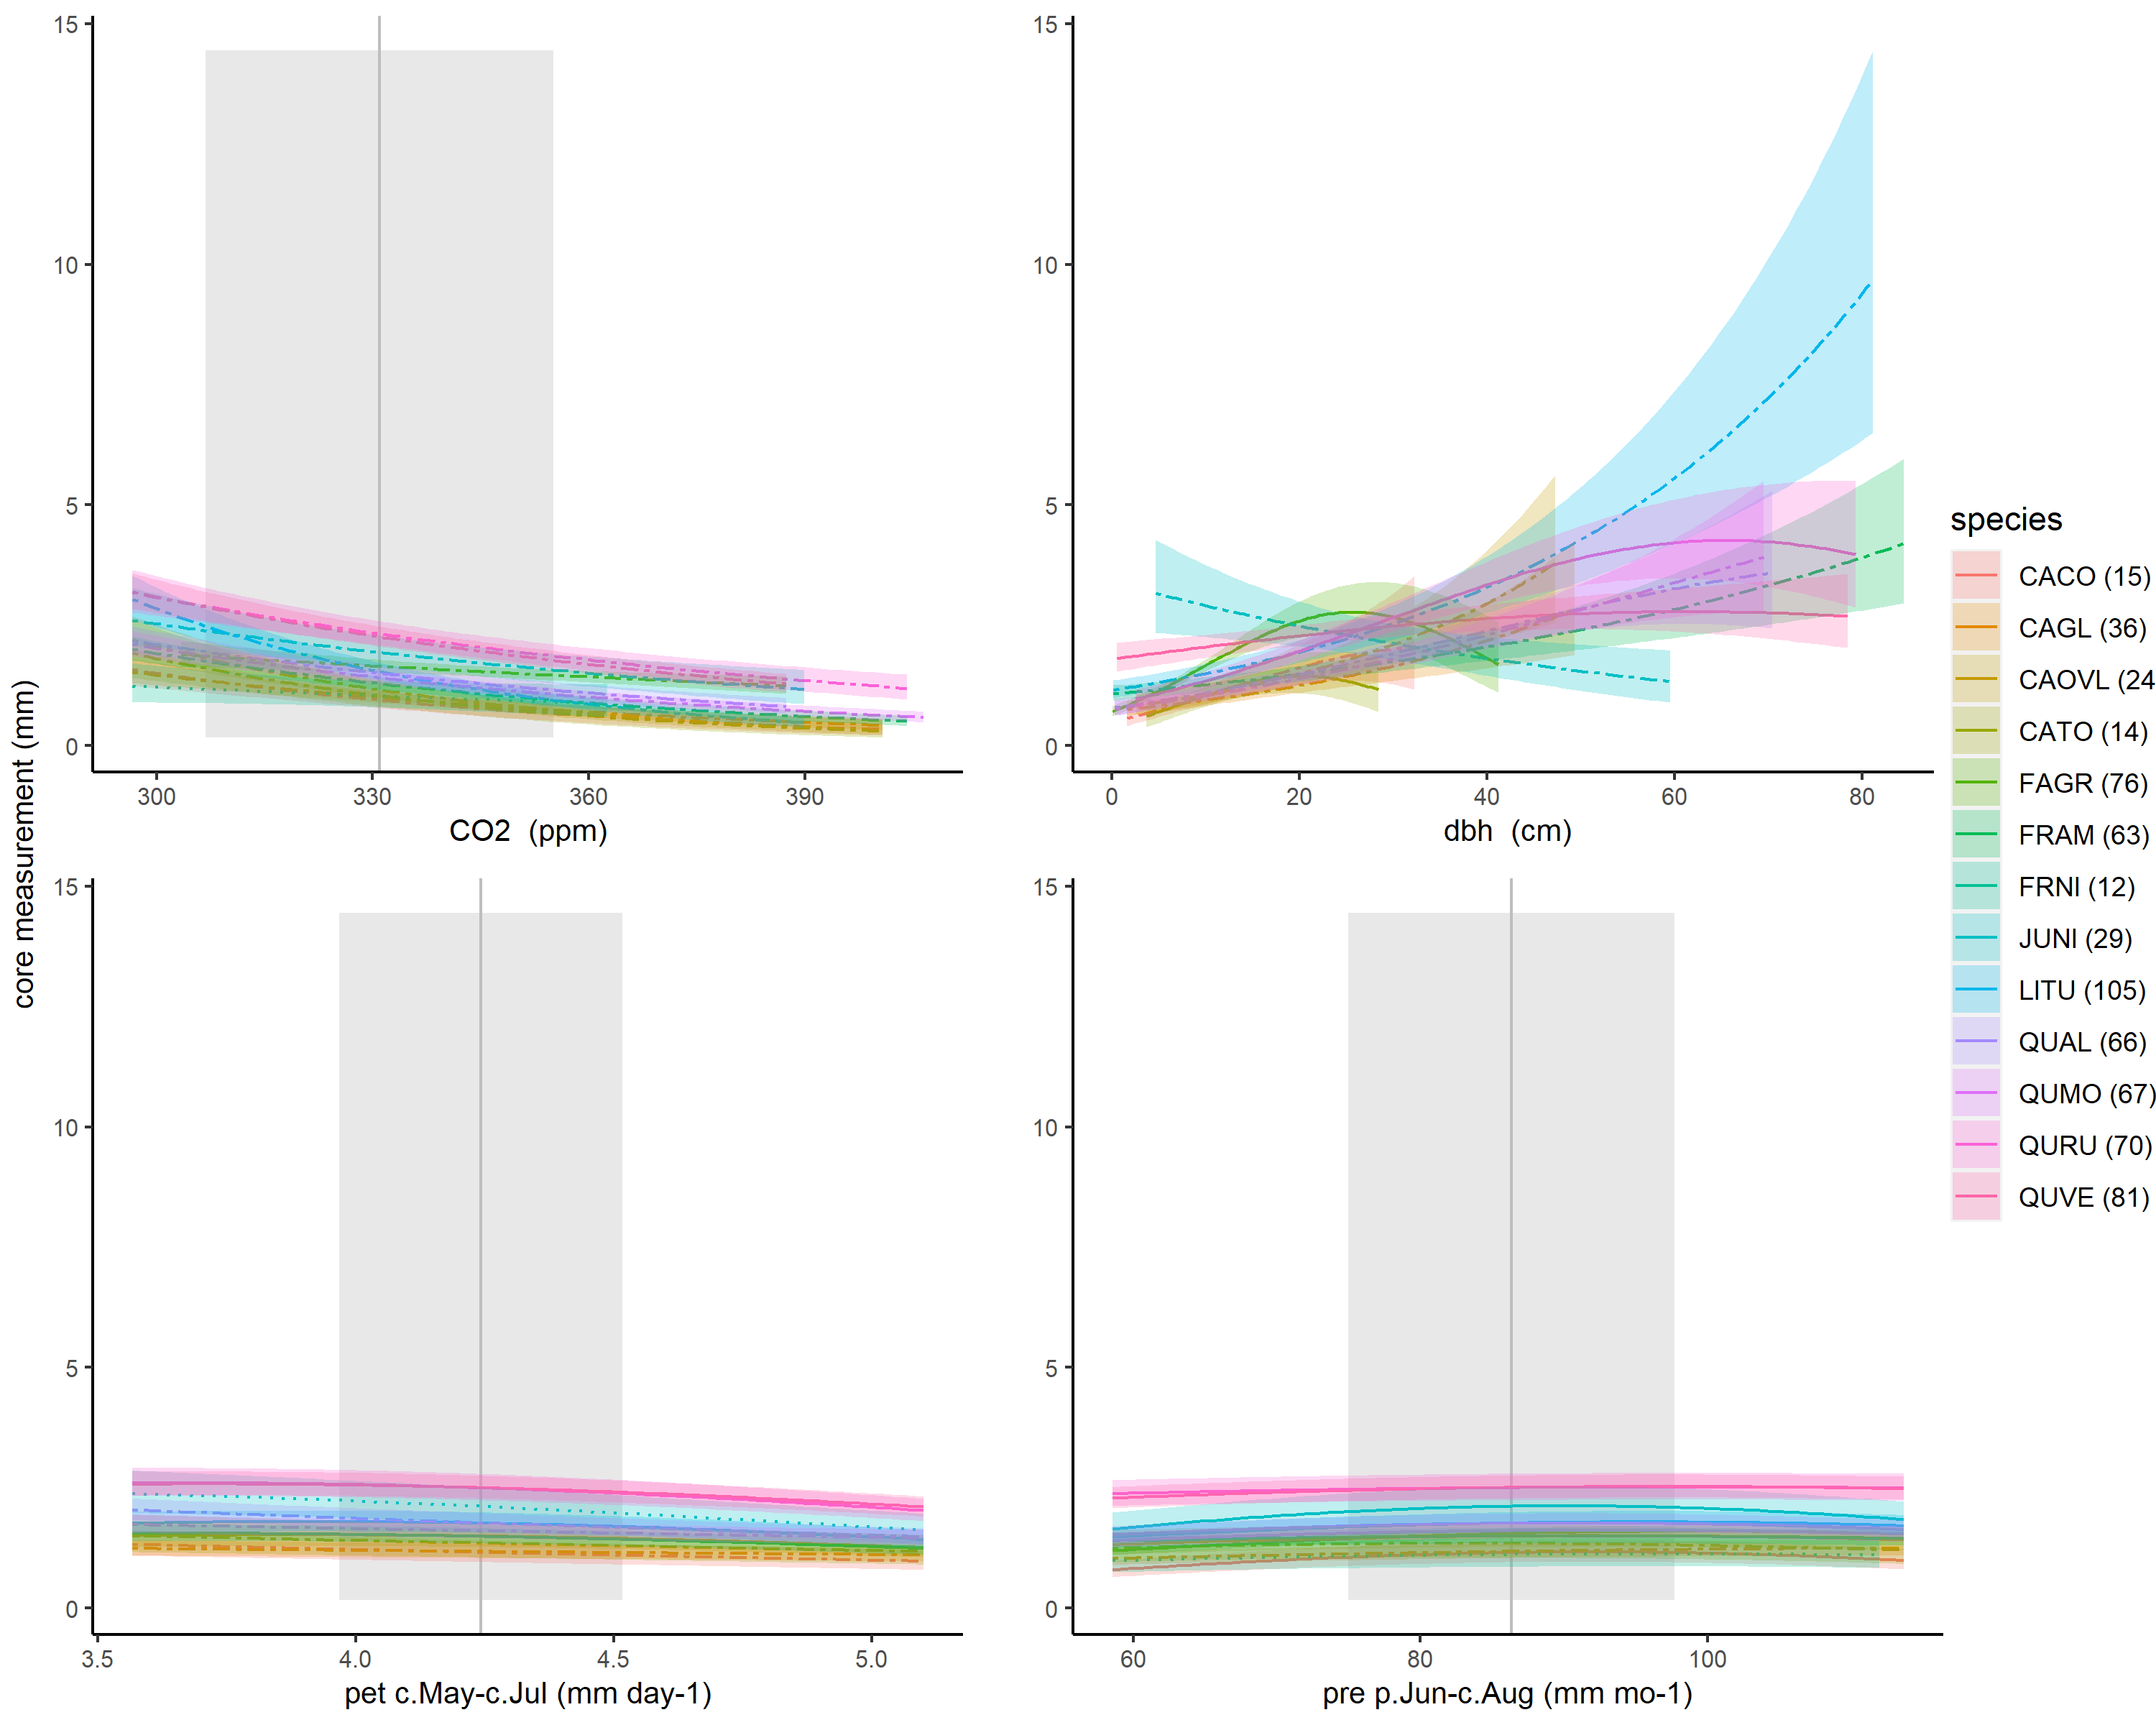 core measurement (mm)
15
10
5
0
300
330
360
390
CO2 (ppm)
15
10
5
0
0
20
40
60
80
dbh (cm)
15
10
5
0
3.5
4.0
4.5
5.0
pet c.May-c.Jul (mm day-1)
15
10
5
0
60
80
100
pre p.Jun-c.Aug (mm mo-1)
species
CACO (15)
CAGL (36)
CAOVL (24
CATO (14)
FAGR (76)
FRAM (63)
FRNI (12)
JUNI (29)
LITU (105)
QUAL (66)
QUMO (67)
QURU (70)
QUVE (81)